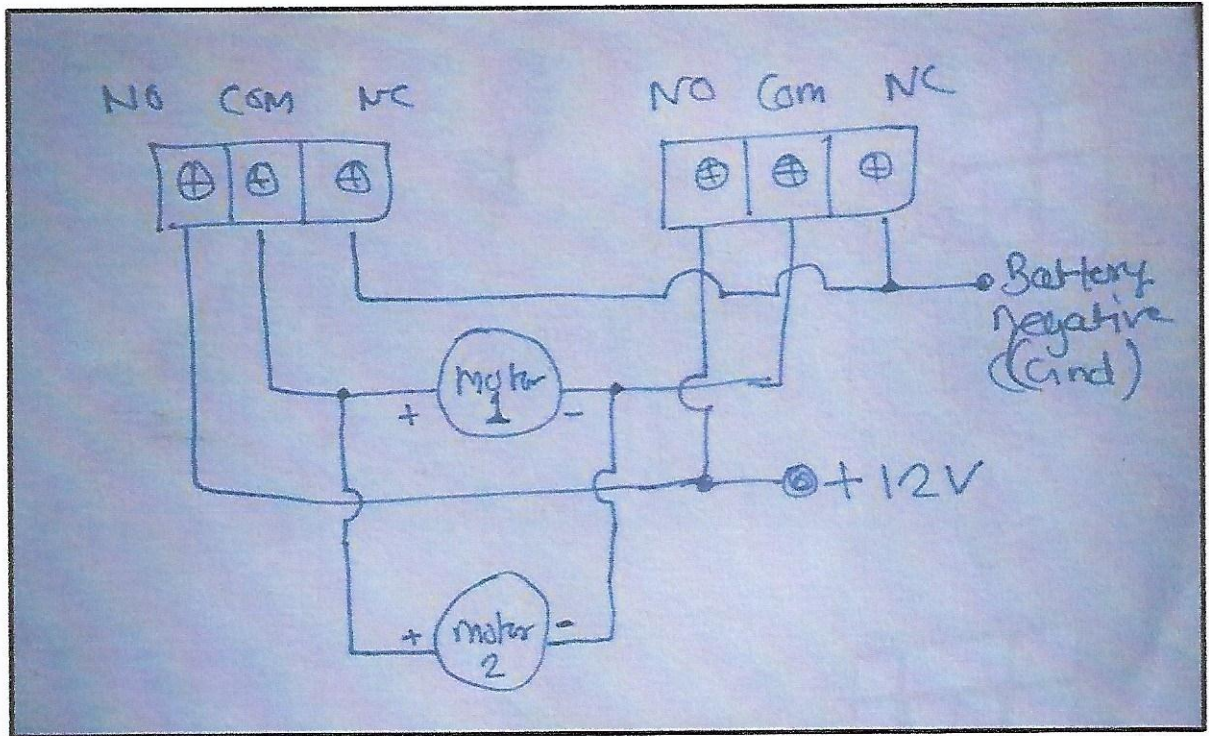 NO COM NC
NO Com NC
Battery
Negative
(Gnd)
Motor
1
+ -
+12V
Motor
2
+ -